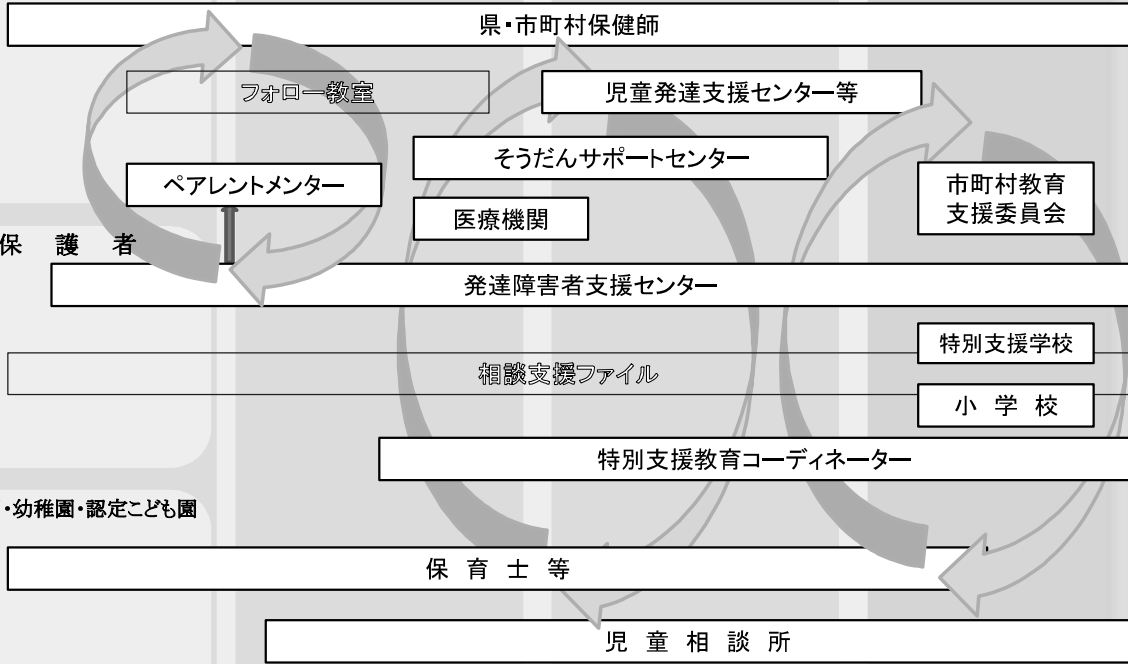 県・市町村保健師
フォロー教室
児童発達支援センター等
そうだんサポートセンター
ペアレントメンター
市町村教育
支援委員会
医療機関
保護者
発達障害者支援センター
特別支援学校
相談支援ファイル
小学校
特別支援教育コーディネーター
・幼稚園・認定こども園
保育士等
児童相談所